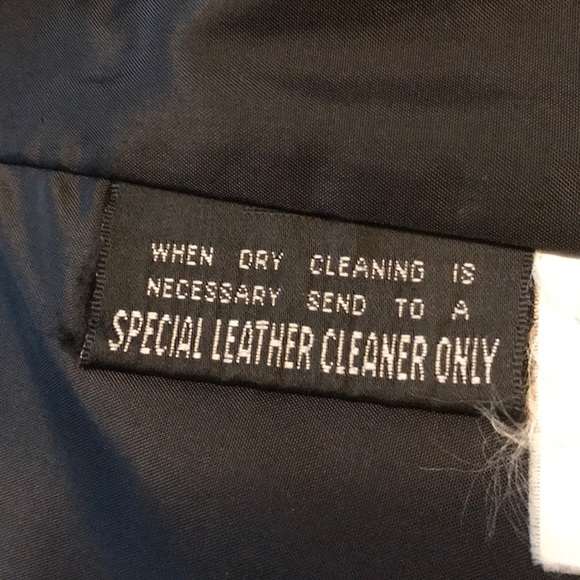 WHEN DRY CLEANING IS
NECESSARY SEND TO A
SPECIAL LEATHER CLEANER ONLY